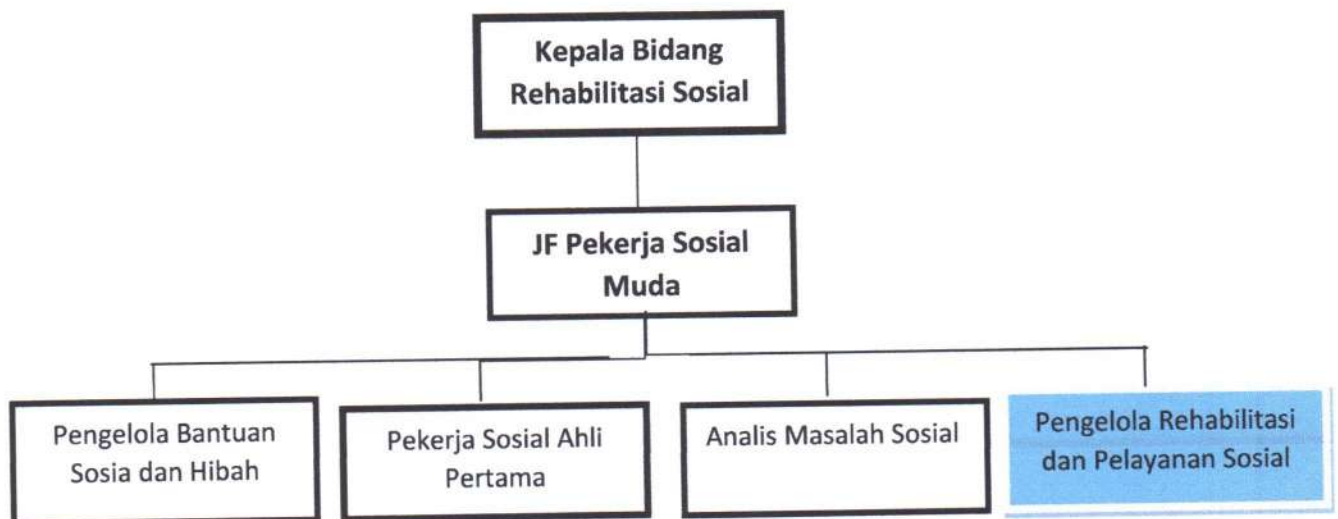 Kepala Bidang
Rehabilitasi Sosial
JF Pekerja Sosial
Muda
Pengelola Bantuan
Sosia dan Hibah
Pekerja Sosial Ahli
Pertama
Analis Masalah Sosial
Pengelola Rehabilitasi
dan Pelayanan Sosial